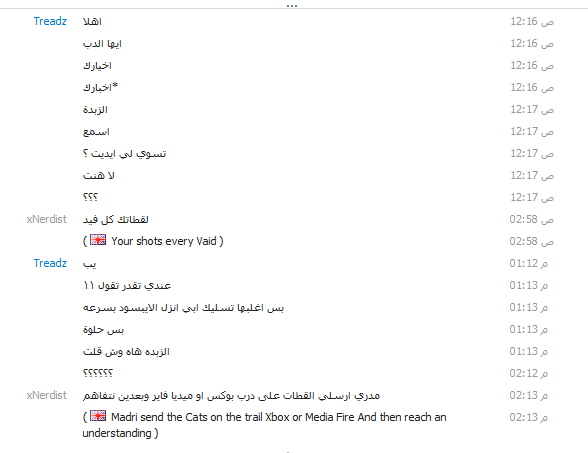 Treadz اهلا 12:16 ص
ايها الدب 12:16 ص
اخيارك 12:16 ص
*اخبارك 12:16 ص
الزبدة 12:17 ص
اسمع 12:17 ص
تسوي لي ايديت ؟ 12:17 ص
لا هنت 12:17 ص
؟؟؟ 12:17 ص
xNerdist لقطاتك كل فيد 02:58 ص
( Your shots every Vaid ) 02:58 ص
Treadz يب 01:12 م
عندي تقدر تقول ١١ 01:13 م
بس اغلبها تسليك ابي انزل الايبسود بسرعه 01:13 م
بس حلوة 01:13 م
الزبده هاه وش قلت 01:13 م
؟؟؟؟؟؟ 02:12 م
xNerdist مدري ارسلي القطات على درب بوكس او ميديا فاير وبعدين نتفاهم 02:13 م
( Madri send the Cats on the trail Xbox or Media Fire And then reach an 02:13 م
understanding )